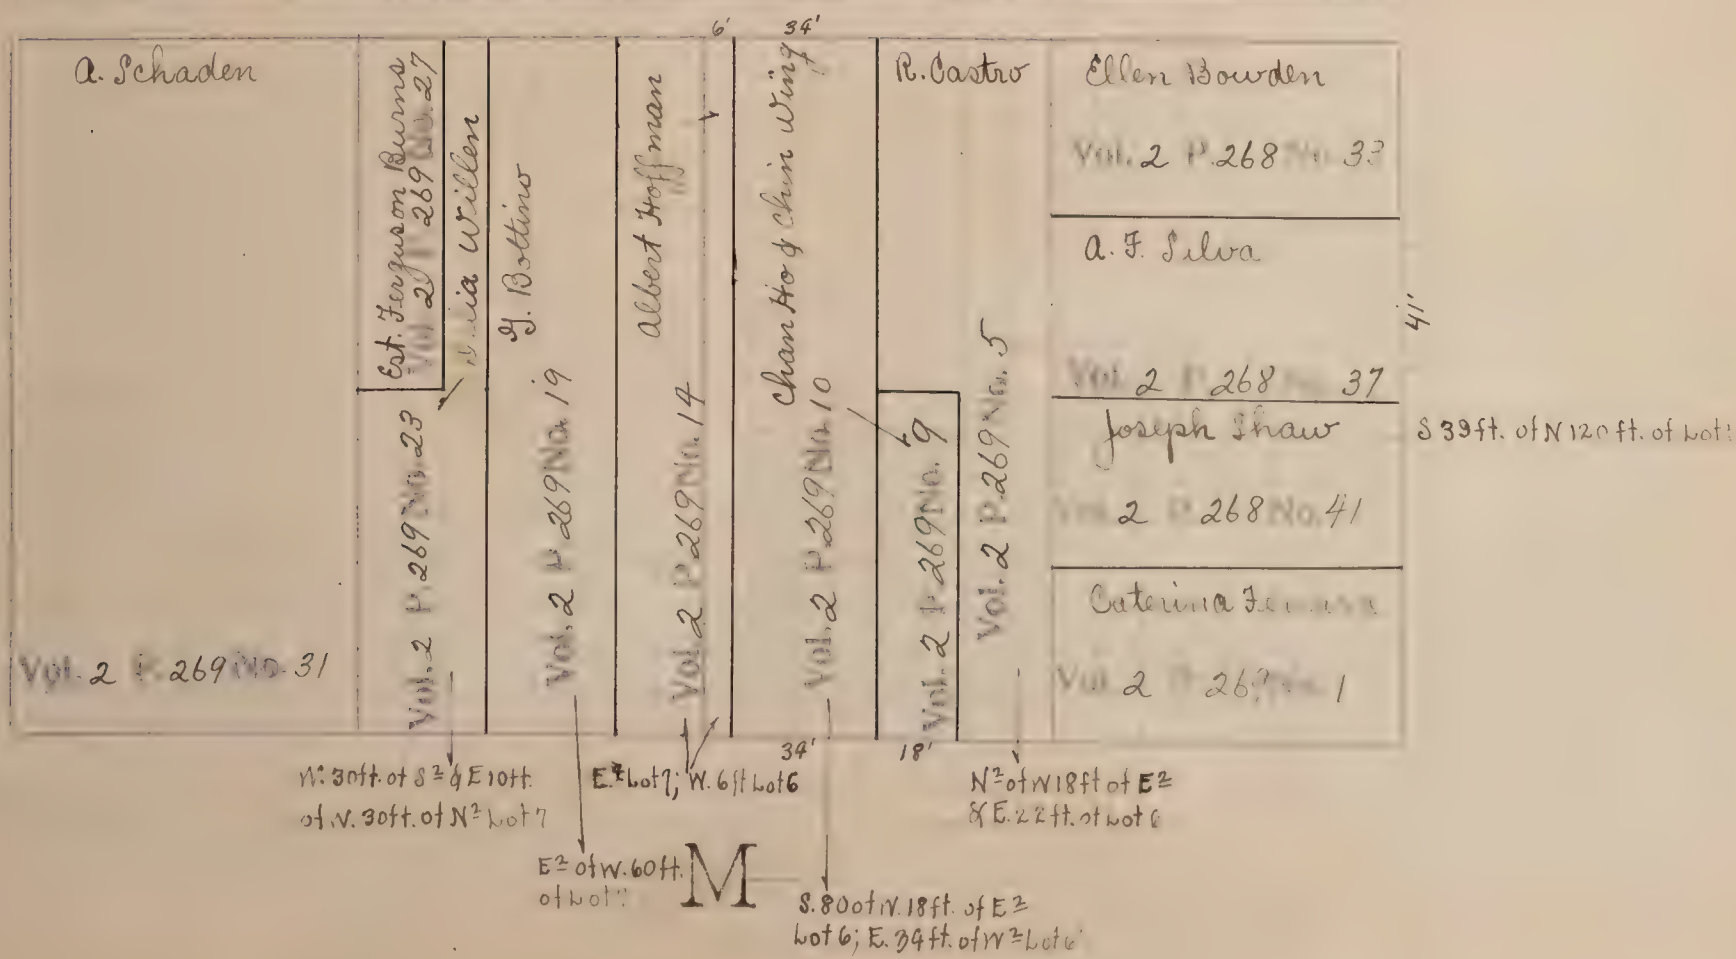 6' 34'
A. Schaden
Vol. 2 P. 269 No. 31
Est. Ferguson Burns
Vol. 2 P. 269 No. 27
Willen
Vol. 2 P. 269 No. 23
G. Bottino
Vol. 2 P. 269 No. 19
Albert Hoffman
Vol. 2 P. 269 No. 14
Chan Ho & Chin Wing
Vol. 2 P. 269 No. 10
Vol. 2 P. 269 No. 9
R. Castro
Vol. 2 P. 269 No. 5
Ellen Bowden
Vol. 2 P. 268 No. 33
A. F. Silva
41'
Vol. 2 P. 268 No. 37
Joseph Shaw
S 39 ft. of N 120 ft. of Lot
Vol. 2 P. 268 No. 41
Caterina
Vol. 2 P. 269 No. 1
34' 18'
W. 30 ft. of S 2 & E 10 ft.
of W. 30 ft. of N 2 Lot 7
E. 2 Lot 7; W. 6 ft Lot 6
N 2 of W 18 ft of E 2
& E. 22 ft. of Lot 6
E 2 of W. 60 ft.
of Lot
M
S. 80 of W. 18 ft. of E 2
Lot 6; E. 34 ft. of W 2 Lot 6